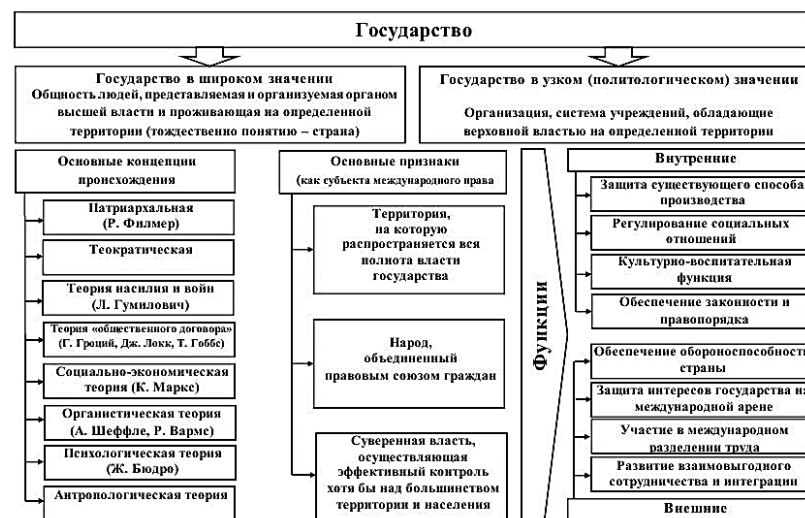 Государство
Государство в широком значении
Общность людей, представляемая и организуемая органом
высшей власти и проживающая на определенной
территории (тождественно понятию – страна)
Государство в узком (политологическом) значении
Организация, система учреждений, обладающие
верховной властью на определенной территории
Основные концепции
происхождения
Патриархальная
(Р. Филмер)
Теократическая
Теория насилия и войн
(Л. Гумилович)
Теория «общественного договора»
(Г. Гроций, Дж. Локк, Т. Гоббс)
Социально-экономическая
теория (К. Маркс)
Органистическая теория
(А. Шеффле, Р. Вармс)
Психологическая теория
(Ж. Бюдро)
Антропологическая теория
Основные признаки
(как субъекта международного права
Территория,
на которую
распространяется вся
полнота власти
государства
Народ,
объединенный
правовым союзом граждан
Суверенная власть,
осуществляющая
эффективный контроль
хотя бы над большинством
территории и населения
Функции
Внутренние
Защита существующего способа
производства
Регулирование социальных
отношений
Культурно-воспитательная
функция
Обеспечение законности и
правопорядка
Обеспечение обороноспособност
страны
Защита интересов государства на
международной арене
Участие в международном
разделении труда
Развитие взаимовыгодного
сотрудничества и интеграции
Внешние